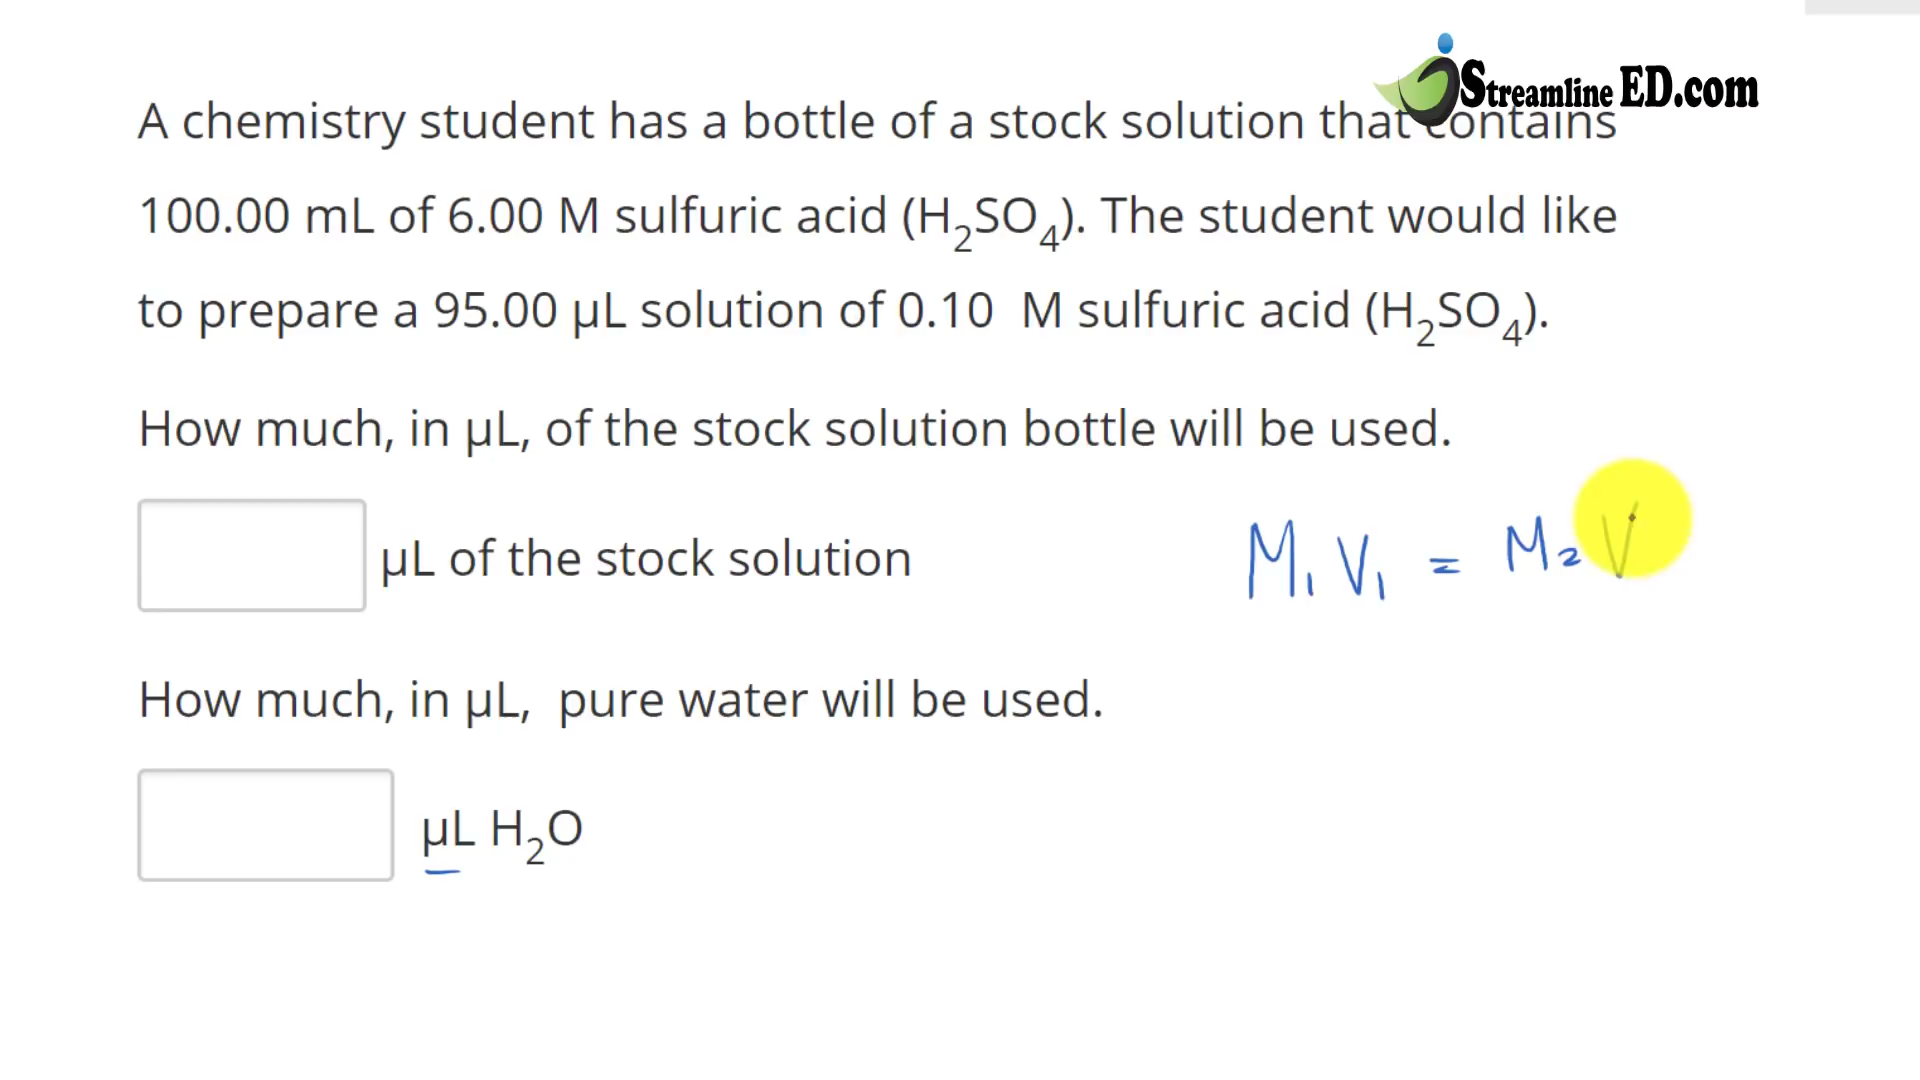 StreamlineED.com
A chemistry student has a bottle of a stock solution that contains
100.00 mL of 6.00 M sulfuric acid (H₂SO₄). The student would like
to prepare a 95.00 µL solution of 0.10  M sulfuric acid (H₂SO₄).
How much, in µL, of the stock solution bottle will be used.
µL of the stock solution
M₁ V₁ = M₂ V
How much, in µL,  pure water will be used.
µL H₂O